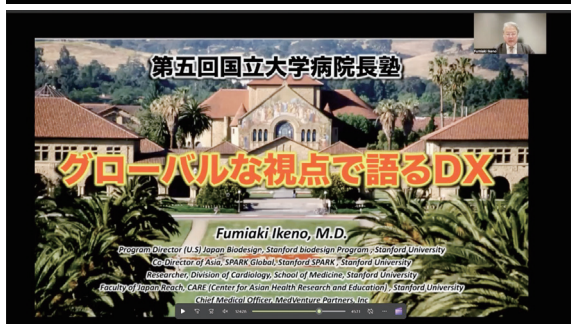 Fumiaki Ikeno
第五回国立大学病院長塾
グローバルな視点で語るDX
Fumiaki Ikeno, M.D.
Program Director (U.S) Japan Biodesign, Stanford biodesign Program, Stanford University
Co-Director of Asia, SPARK Global, Stanford SPARK, Stanford University
Researcher, Division of Cardiology, School of Medicine, Stanford University
Faculty of Japan Reach, CARE (Center for Asian Health Research and Education), Stanford University
Chief Medical Officer, MedVenture Partners, Inc